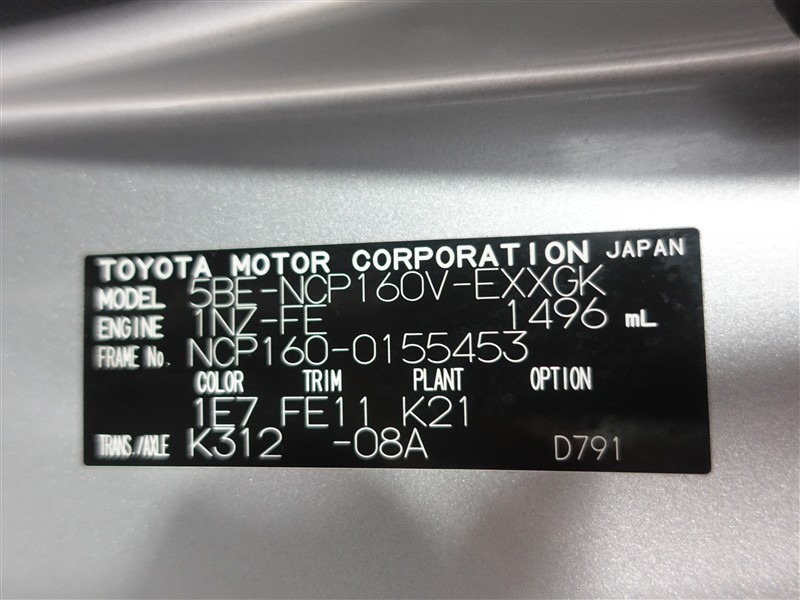 TOYOTA MOTOR CORPORATION JAPAN
MODEL 5BE-NCP160V-EXXGK
ENGINE 1NZ-FE 1496 mL
FRAME No. NCP160-0155453
COLOR TRIM PLANT OPTION
1E7 FE11 K21
TRANS./AXLE K312 -08A D791